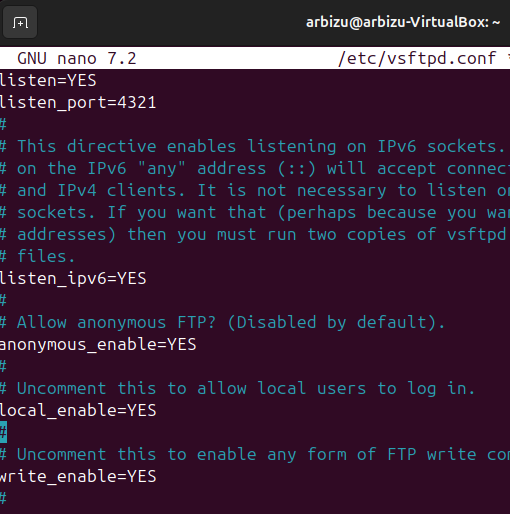 arbizu@arbizu-VirtualBox: ~
GNU nano 7.2 /etc/vsftpd.conf *
listen=YES
listen_port=4321
#
# This directive enables listening on IPv6 sockets.
# on the IPv6 "any" address (::) will accept connect
# and IPv4 clients. It is not necessary to listen on
# sockets. If you want that (perhaps because you wan
# addresses) then you must run two copies of vsftpd
# files.
listen_ipv6=YES
#
# Allow anonymous FTP? (Disabled by default).
anonymous_enable=YES
#
# Uncomment this to allow local users to log in.
local_enable=YES
#
# Uncomment this to enable any form of FTP write com
write_enable=YES
#